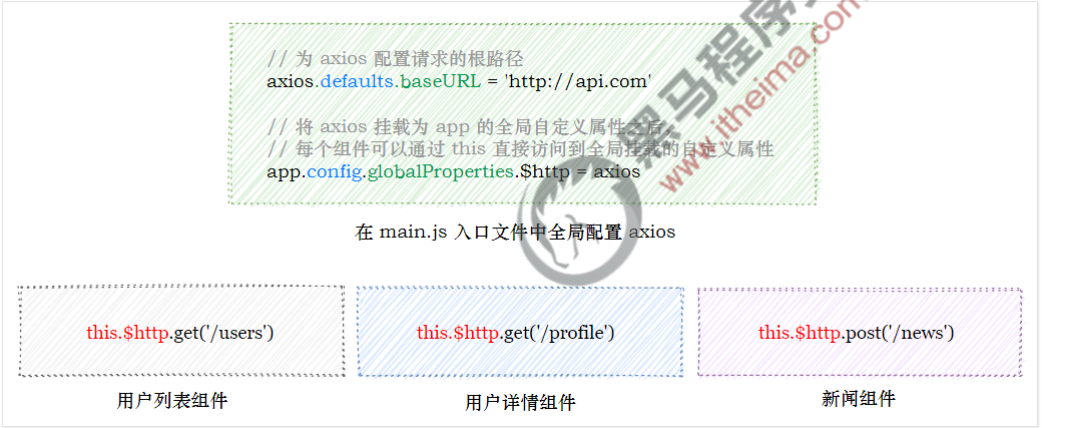 // 为 axios 配置请求的根路径
axios.defaults.baseURL = 'http://api.com'
// 将 axios 挂载为 app 的全局自定义属性之后，
// 每个组件可以通过 this 直接访问到全局挂载的自定义属性
app.config.globalProperties.$http = axios
黑马程序
www.itheima.com
在 main.js 入口文件中全局配置 axios
this.$http.get('/users')
this.$http.get('/profile')
this.$http.post('/news')
用户列表组件
用户详情组件
新闻组件